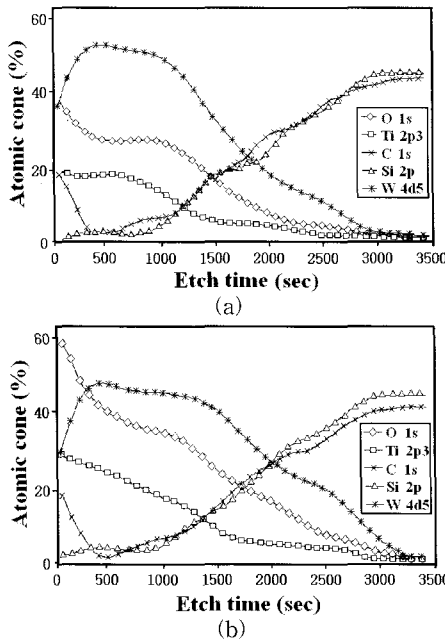 60
40
20
0
Atomic cone (%)
O 1s
Ti 2p3
C 1s
Si 2p
W 4d5
0 500 1000 1500 2000 2500 3000 3500
Etch time (sec)
(a)
60
40
20
0
Atomic cone (%)
O 1s
Ti 2p3
C 1s
Si 2p
W 4d5
0 500 1000 1500 2000 2500 3000 3500
Etch time (sec)
(b)